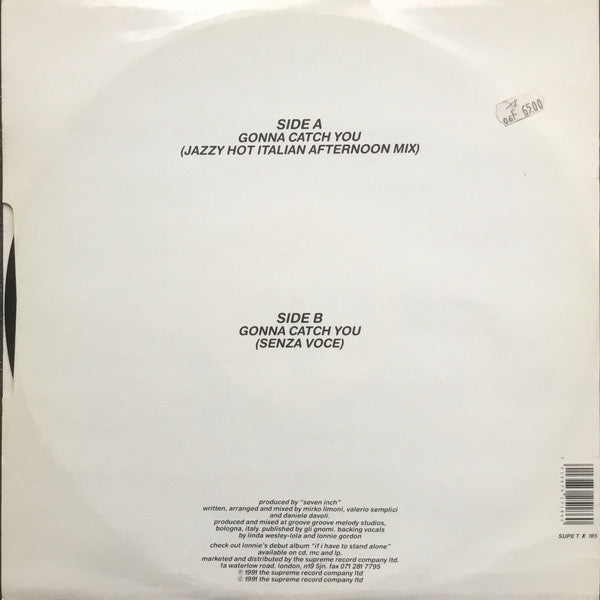 SIDE A
GONNA CATCH YOU
(JAZZY HOT ITALIAN AFTERNOON MIX)
6500
SIDE B
GONNA CATCH YOU
(SENZA VOCE)
produced by "seven inch"
written, arranged and mixed by mirko limoni, valerio semplici
and daniele davoli.
produced and mixed at groove groove melody studios,
bologna, italy, published by gli gnomi. backing vocals
by linda wesley-lola and lonnie gordon
check out lonnie's debut album "if i have to stand alone"
available on cd, mc and lp.
marketed and distributed by the supreme record company ltd.
1a waterlow road, london, n19 5jn. fax 071 281 7795
℗ 1991 the supreme record company ltd
© 1991 the supreme record company ltd
SUPE T X 185